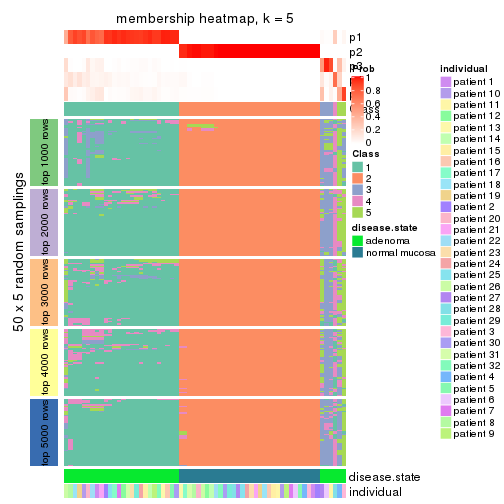 membership heatmap, k = 5
p1
p2
p3
Prob
1
0.8
0.6
0.4
0.2
0
Class
1
2
3
4
5
disease.state
adenoma
normal mucosa
individual
patient 1
patient 10
patient 11
patient 12
patient 13
patient 14
patient 15
patient 16
patient 17
patient 18
patient 19
patient 2
patient 20
patient 21
patient 22
patient 23
patient 24
patient 25
patient 26
patient 27
patient 28
patient 29
patient 3
patient 30
patient 31
patient 32
patient 4
patient 5
patient 6
patient 7
patient 8
patient 9
50 x 5 random samplings
top 1000 rows
top 2000 rows
top 3000 rows
top 4000 rows
top 5000 rows
disease.state
individual